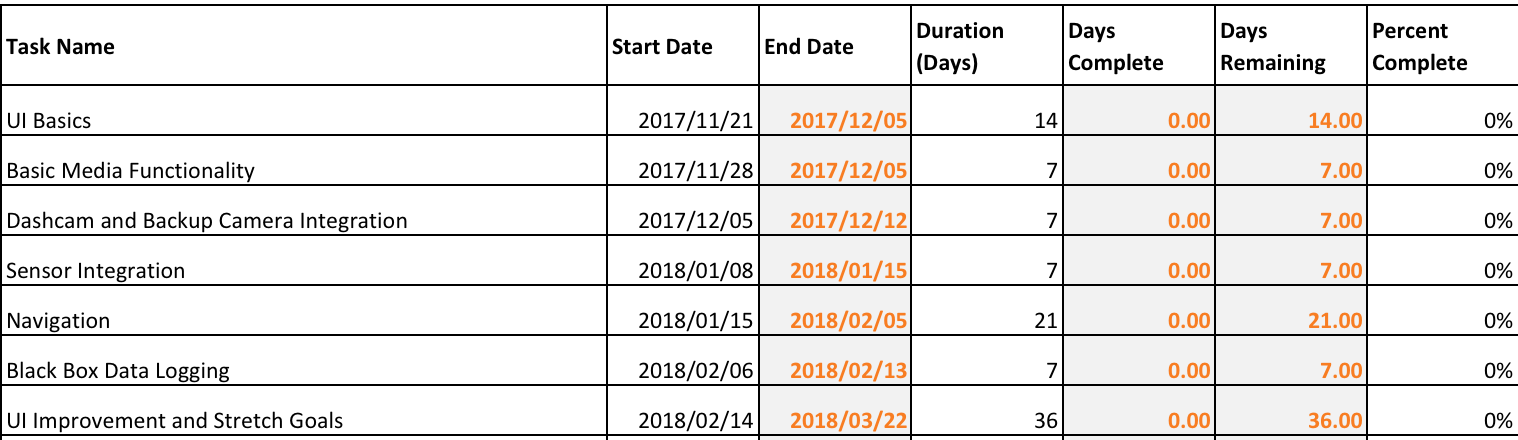 Task Name Start Date End Date Duration (Days) Days Complete Days Remaining Percent Complete
UI Basics 2017/11/21 2017/12/05 14 0.00 14.00 0%
Basic Media Functionality 2017/11/28 2017/12/05 7 0.00 7.00 0%
Dashcam and Backup Camera Integration 2017/12/05 2017/12/12 7 0.00 7.00 0%
Sensor Integration 2018/01/08 2018/01/15 7 0.00 7.00 0%
Navigation 2018/01/15 2018/02/05 21 0.00 21.00 0%
Black Box Data Logging 2018/02/06 2018/02/13 7 0.00 7.00 0%
UI Improvement and Stretch Goals 2018/02/14 2018/03/22 36 0.00 36.00 0%